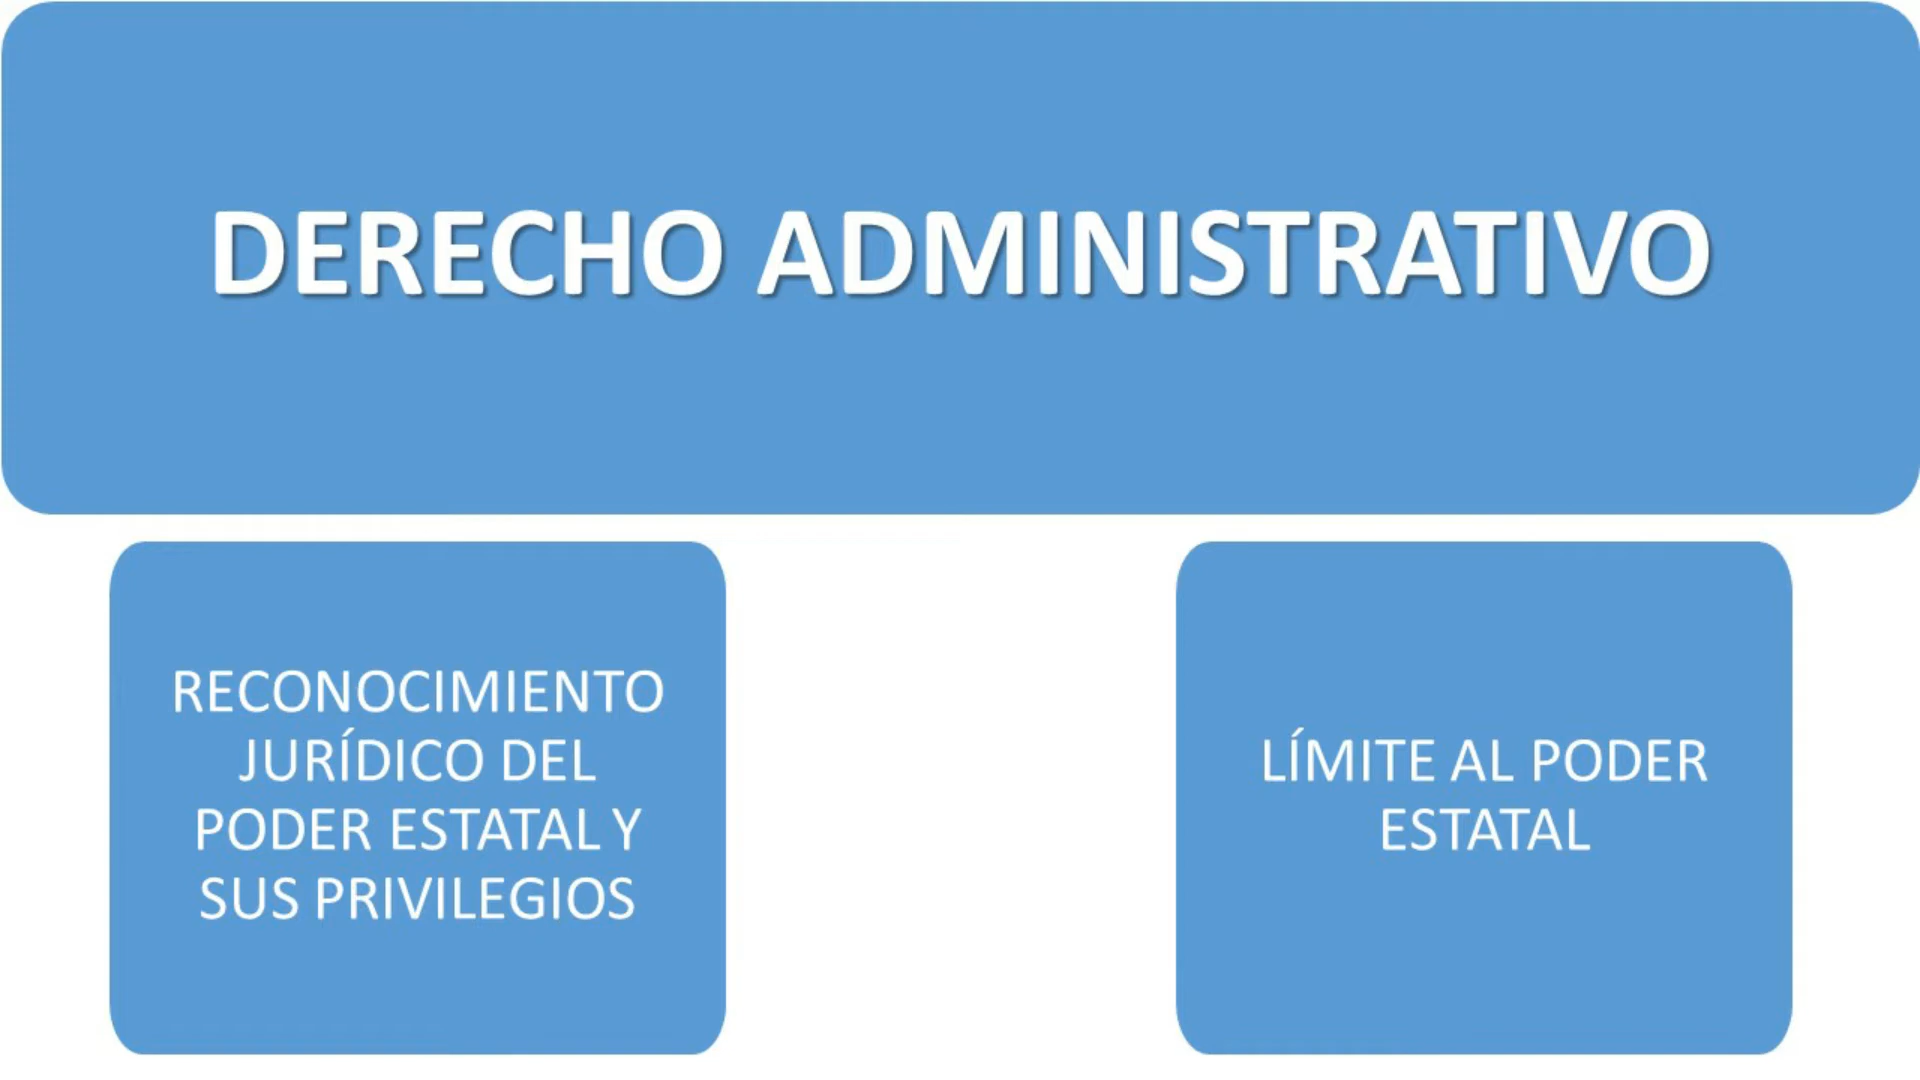 DERECHO ADMINISTRATIVO
RECONOCIMIENTO
JURÍDICO DEL
PODER ESTATAL Y
SUS PRIVILEGIOS
LÍMITE AL PODER
ESTATAL